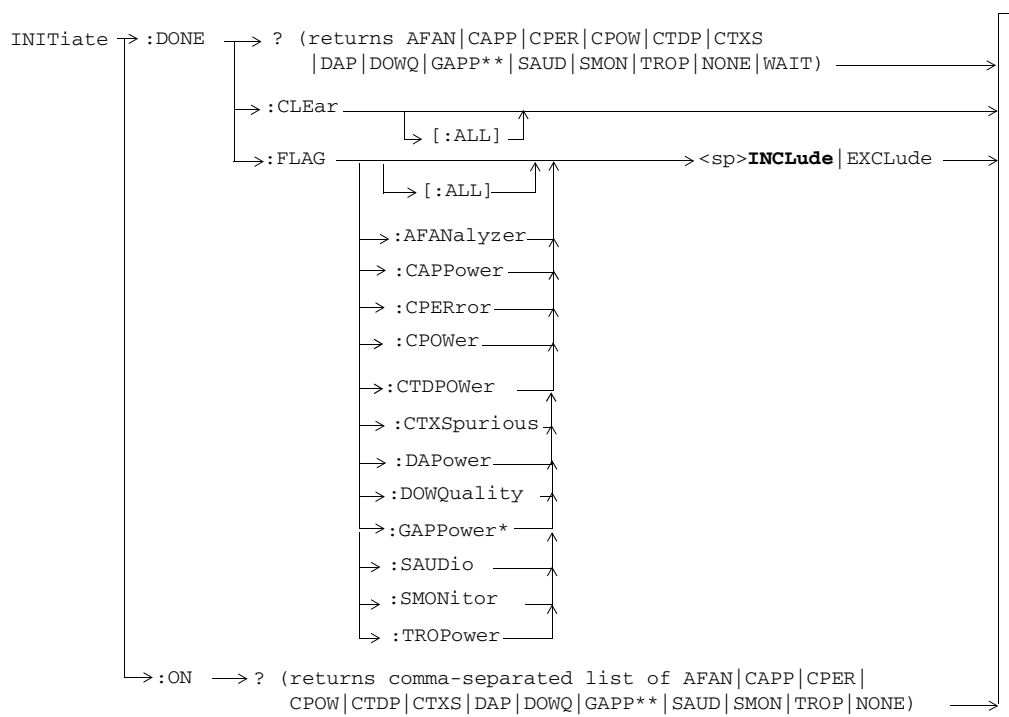 INITiate :DONE ? (returns AFAN|CAPP|CPER|CPOW|CTDP|CTXS
|DAP|DOWQ|GAPP**|SAUD|SMON|TROP|NONE|WAIT)
:CLEar
[:ALL]
:FLAG <sp>INCLude|EXCLude
[:ALL]
:AFANalyzer
:CAPPower
:CPERror
:CPOWer
:CTDPOWer
:CTXSpurious
:DAPower
:DOWQuality
:GAPPower*
:SAUDio
:SMONitor
:TROPower
:ON ? (returns comma-separated list of AFAN|CAPP|CPER|
CPOW|CTDP|CTXS|DAP|DOWQ|GAPP**|SAUD|SMON|TROP|NONE)